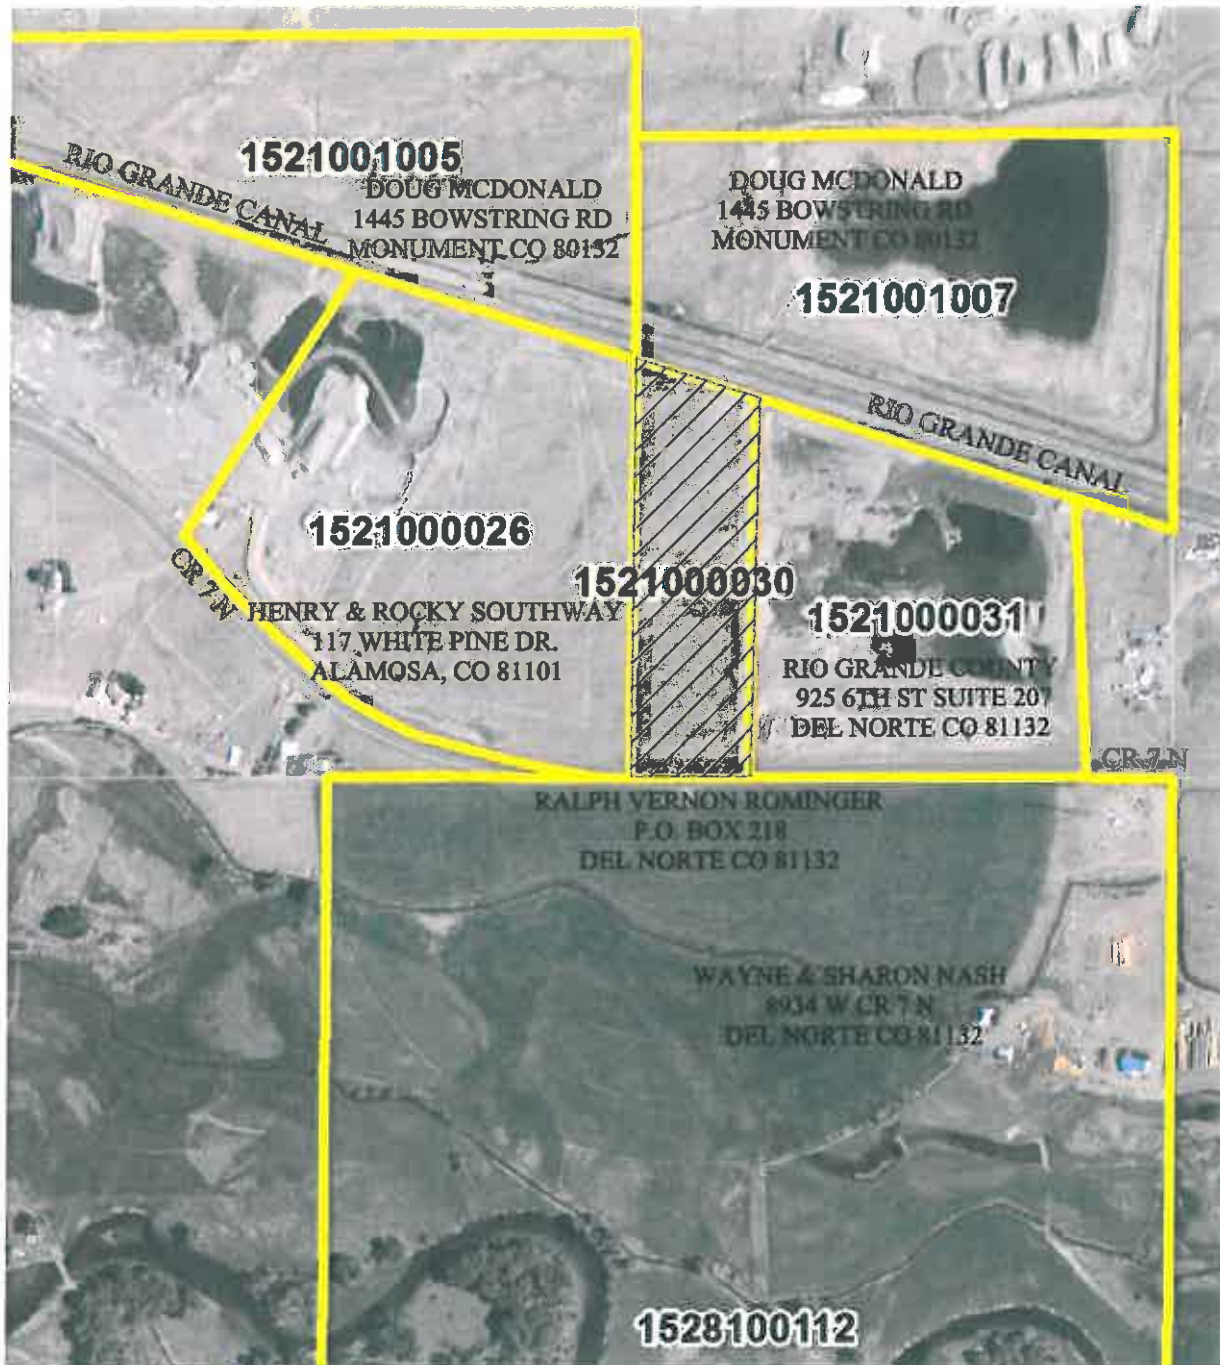 1521001005
RIO GRANDE CANAL
DOUG MCDONALD
1445 BOWSTRING RD
MONUMENT CO 80132
DOUG MCDONALD
1445 BOWSTRING RD
MONUMENT CO 80132
1521001007
RIO GRANDE CANAL
1521000026
CR 7 N
HENRY & ROCKY SOUTHWAY
117 WHITE PINE DR.
ALAMOSA, CO 81101
1521000030
1521000031
RIO GRANDE COUNTY
925 6TH ST SUITE 207
DEL NORTE CO 81132
CR 7 N
RALPH VERNON ROMINGER
P.O. BOX 218
DEL NORTE CO 81132
WAYNE & SHARON NASH
8934 W CR 7 N
DEL NORTE CO 81132
1528100112